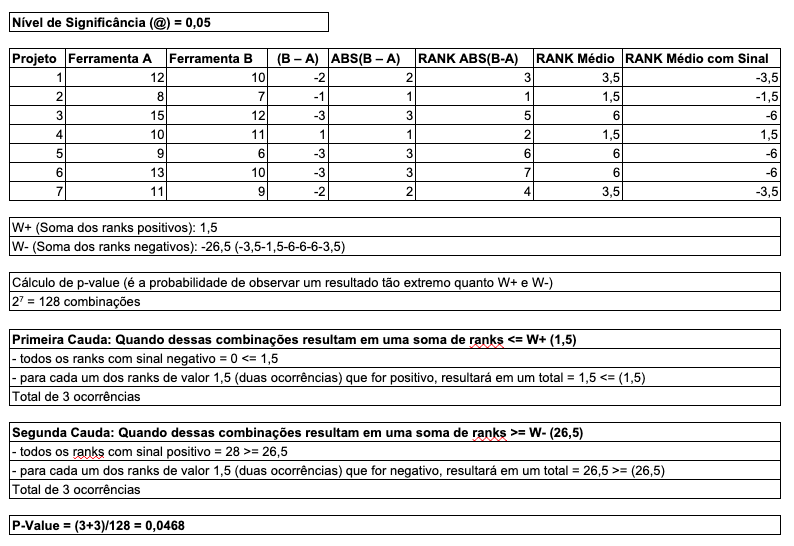 Nível de Significância (@) = 0,05
Projeto Ferramenta A Ferramenta B (B – A) ABS(B – A) RANK ABS(B-A) RANK Médio RANK Médio com Sinal
1 12 10 -2 2 3 3,5 -3,5
2 8 7 -1 1 1 1,5 -1,5
3 15 12 -3 3 5 6 -6
4 10 11 1 1 2 1,5 1,5
5 9 6 -3 3 6 6 -6
6 13 10 -3 3 7 6 -6
7 11 9 -2 2 4 3,5 -3,5
W+ (Soma dos ranks positivos): 1,5
W- (Soma dos ranks negativos): -26,5 (-3,5-1,5-6-6-6-3,5)
Cálculo de p-value (é a probabilidade de observar um resultado tão extremo quanto W+ e W-)
2⁷ = 128 combinações
Primeira Cauda: Quando dessas combinações resultam em uma soma de ranks <= W+ (1,5)
- todos os ranks com sinal negativo = 0 <= 1,5
- para cada um dos ranks de valor 1,5 (duas ocorrências) que for positivo, resultará em um total = 1,5 <= (1,5)
Total de 3 ocorrências
Segunda Cauda: Quando dessas combinações resultam em uma soma de ranks >= W- (26,5)
- todos os ranks com sinal positivo = 28 >= 26,5
- para cada um dos ranks de valor 1,5 (duas ocorrências) que for negativo, resultará em um total = 26,5 >= (26,5)
Total de 3 ocorrências
P-Value = (3+3)/128 = 0,0468